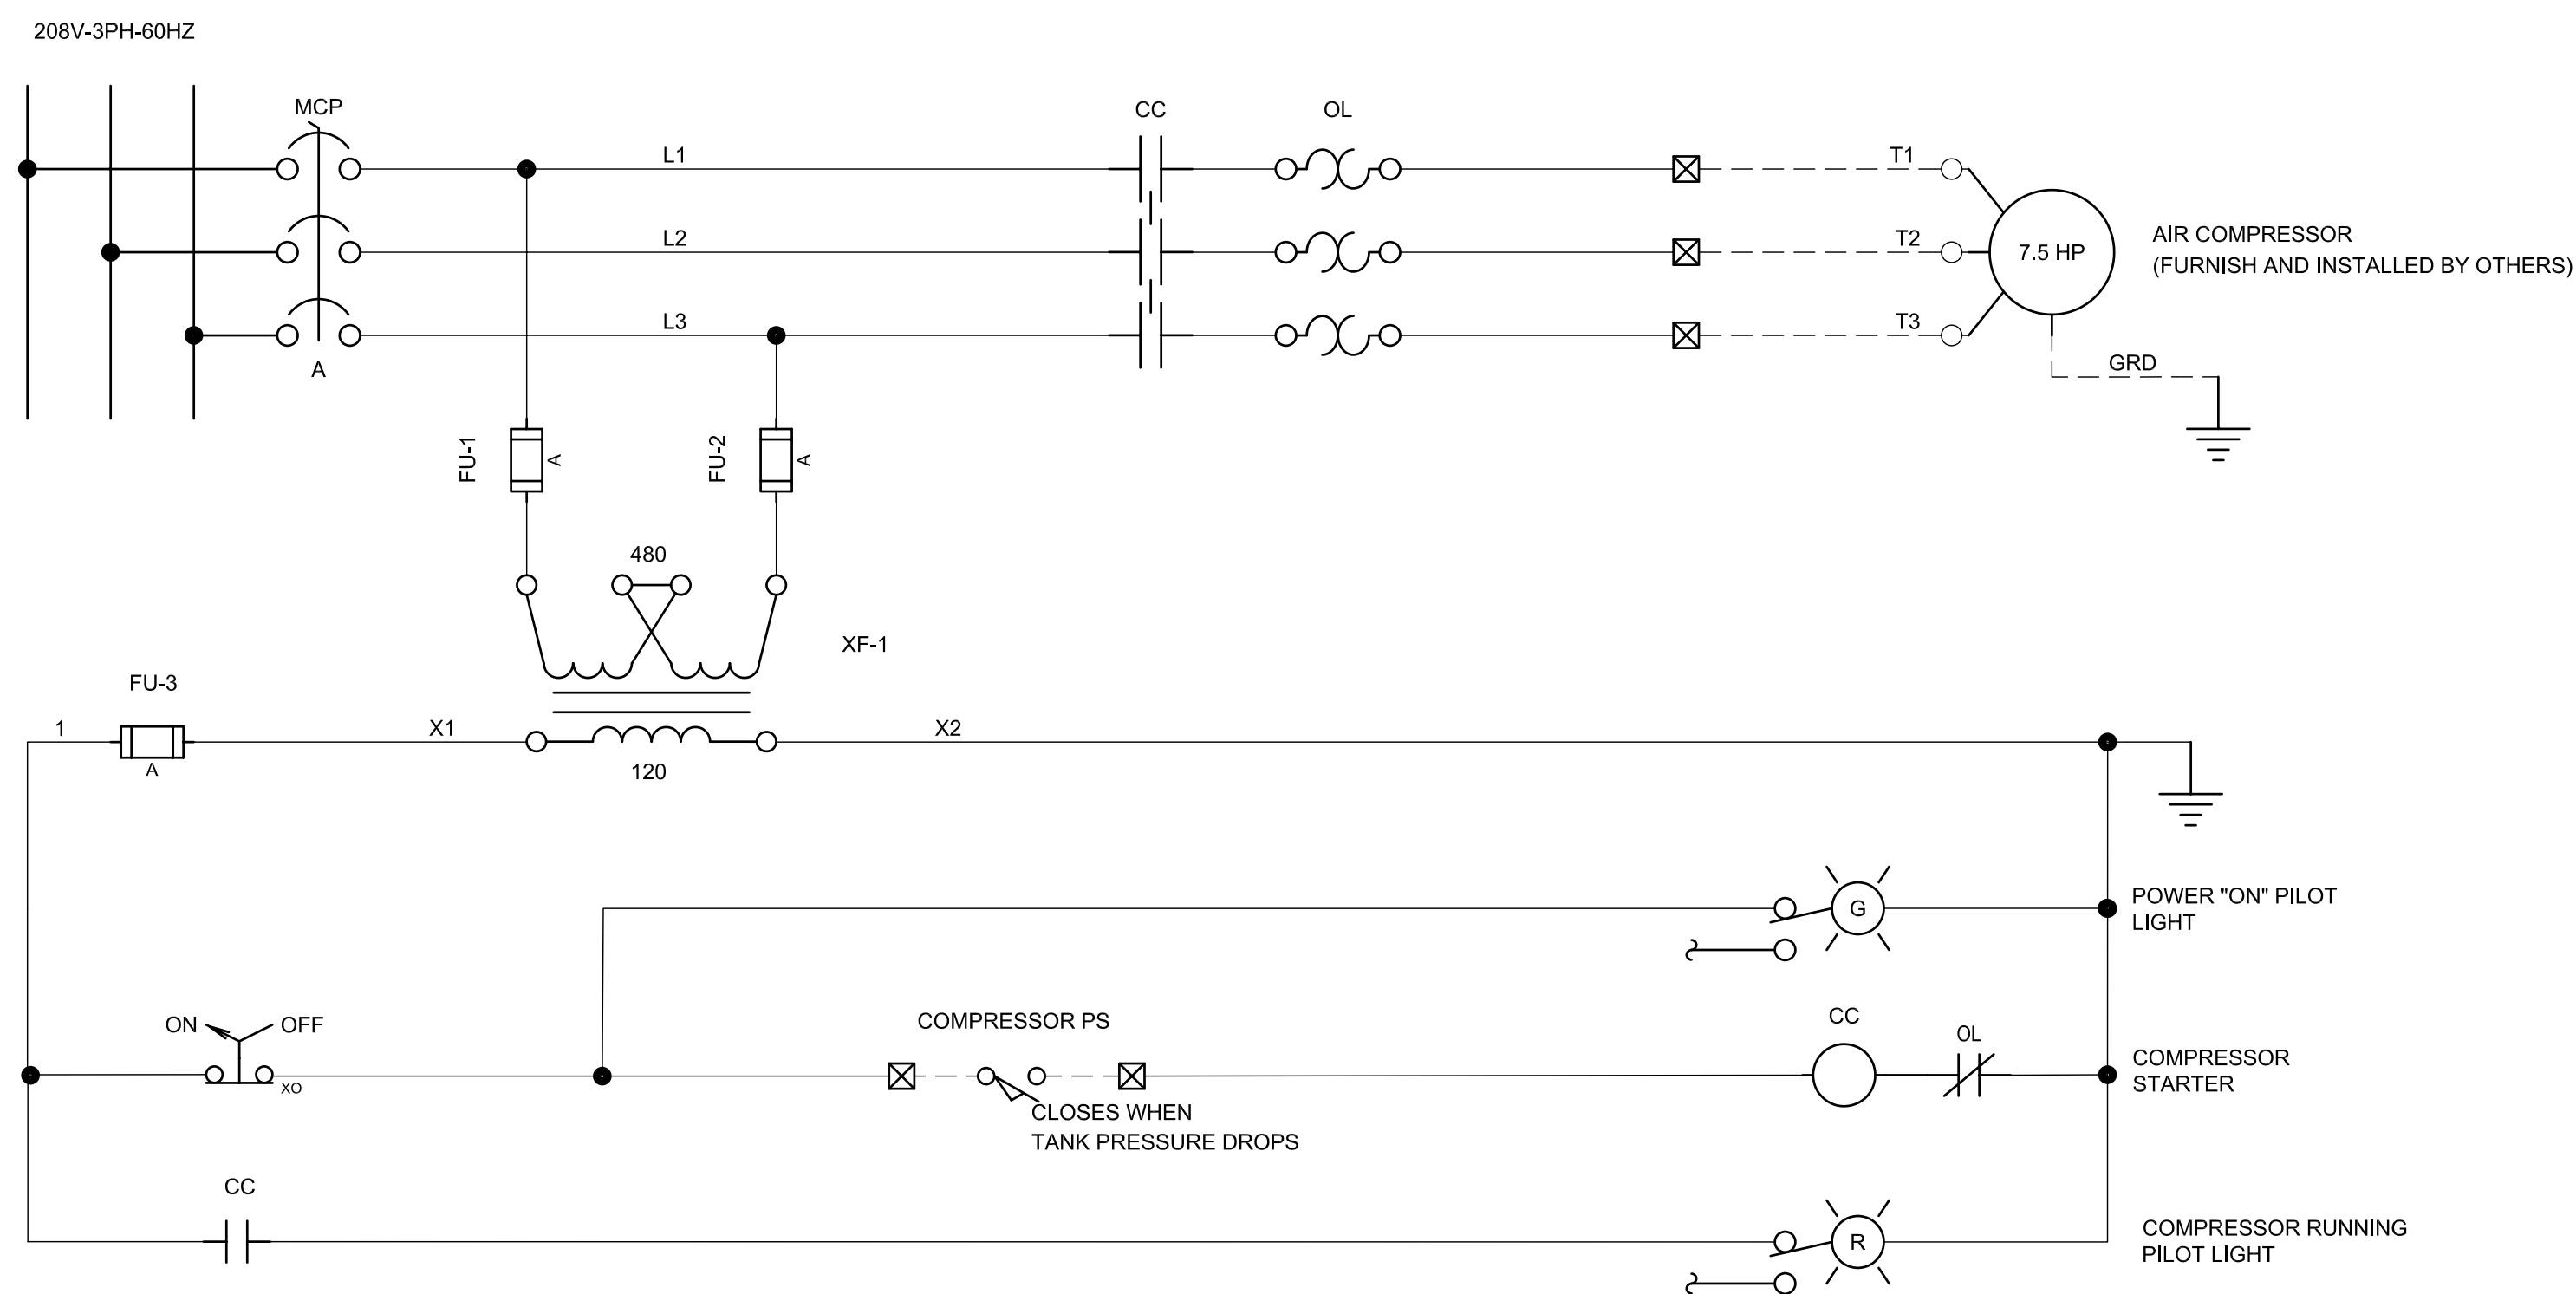 208V-3PH-60HZ
MCP
CC
OL
L1
T1
L2
T2
7.5 HP
AIR COMPRESSOR
(FURNISH AND INSTALLED BY OTHERS)
L3
T3
A
GRD
FU-1
A
FU-2
A
480
XF-1
FU-3
1
X1
X2
A
120
G
POWER "ON" PILOT
LIGHT
ON
OFF
COMPRESSOR PS
CC
OL
XO
COMPRESSOR
STARTER
CLOSES WHEN
TANK PRESSURE DROPS
CC
R
COMPRESSOR RUNNING
PILOT LIGHT